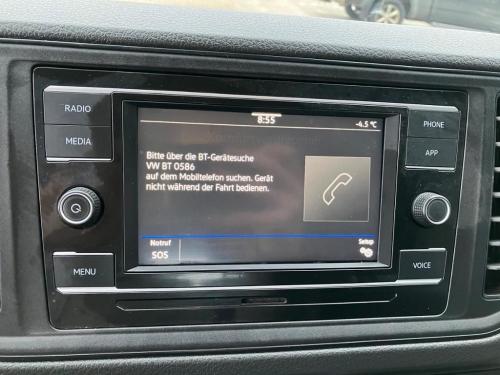 RADIO
MEDIA
MENU
8:55
-4.5 °C
Bitte über die BT-Gerätesuche
VW BT 0586
auf dem Mobiltelefon suchen. Gerät
nicht während der Fahrt bedienen.
Notruf
SOS
Setup
PHONE
APP
VOICE